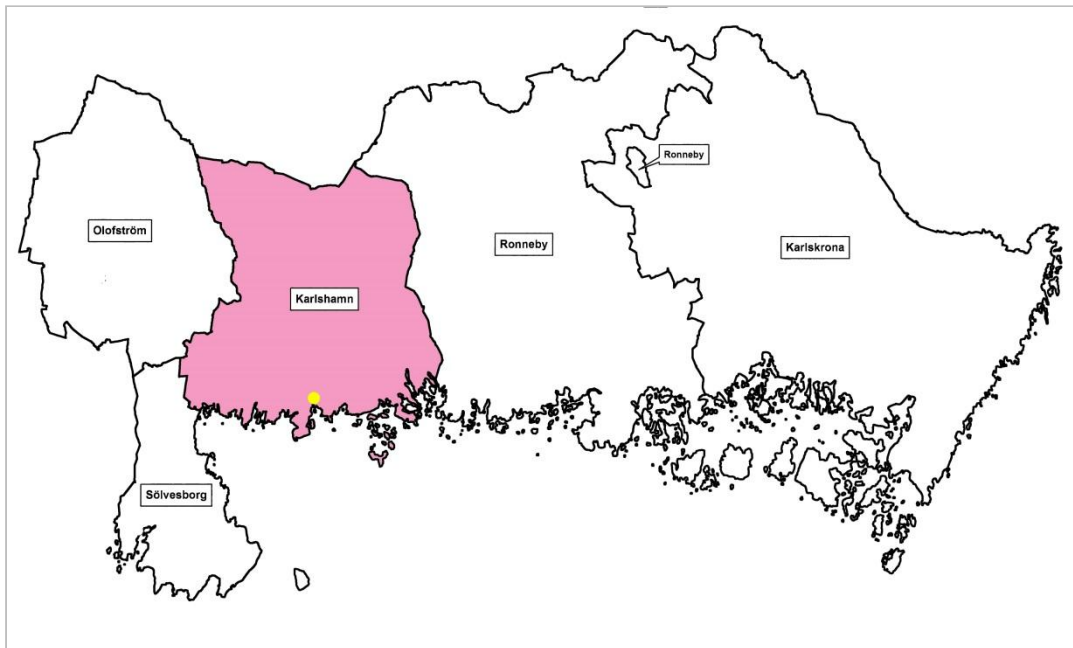 Ronneby
Olofström
Ronneby
Karlskrona
Karlshamn
Sölvesborg